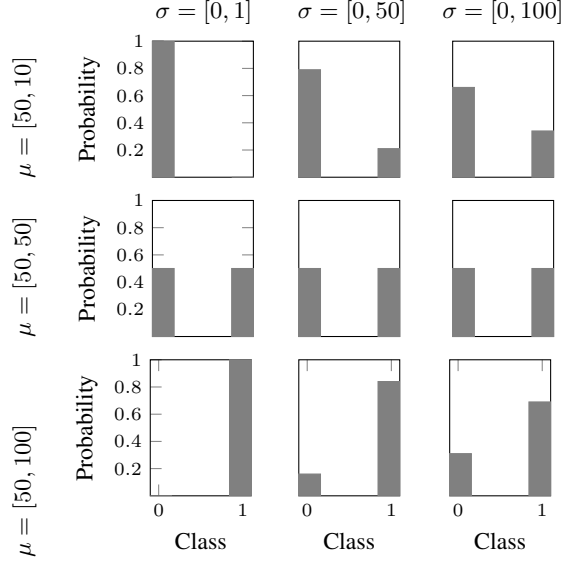 σ = [0, 1]
σ = [0, 50]
σ = [0, 100]
μ = [50, 10]
Probability
1
0.8
0.6
0.4
0.2
μ = [50, 50]
Probability
1
0.8
0.6
0.4
0.2
μ = [50, 100]
Probability
1
0.8
0.6
0.4
0.2
0 1
0 1
0 1
Class
Class
Class